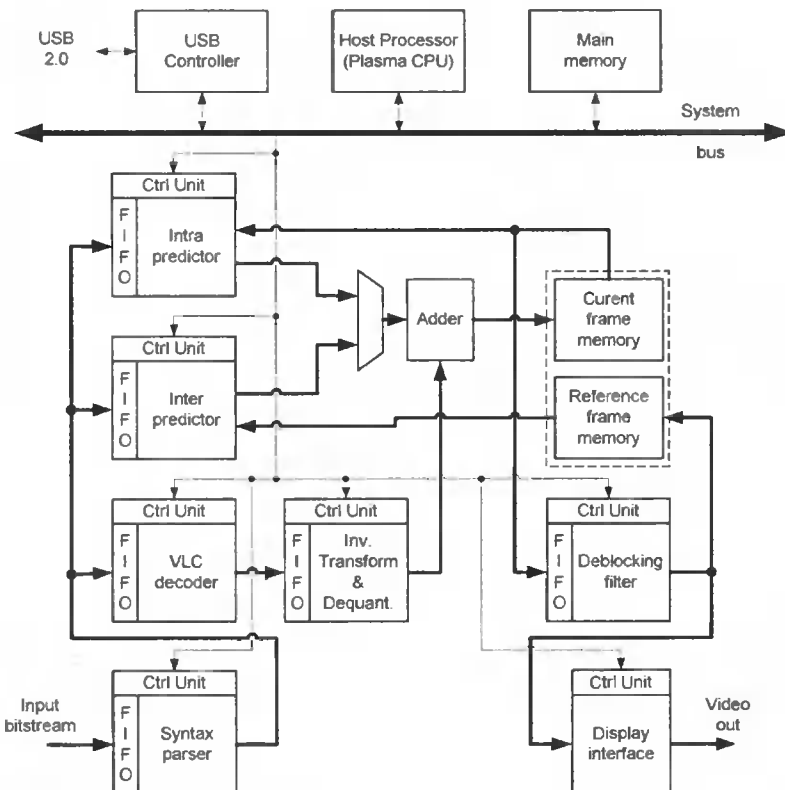 USB
2.0
USB
Controller
Host Processor
(Plasma CPU)
Main
memory
System
bus
Ctrl Unit
F
I
F
O
Intra
predictor
Ctrl Unit
F
I
F
O
Inter
predictor
Adder
Curent
frame
memory
Reference
frame
memory
Ctrl Unit
F
I
F
O
VLC
decoder
Ctrl Unit
F
I
F
O
Inv.
Transform
&
Dequant.
Ctrl Unit
F
I
F
O
Deblocking
filter
Input
bitstream
Ctrl Unit
F
I
F
O
Syntax
parser
Ctrl Unit
Display
interface
Video
out